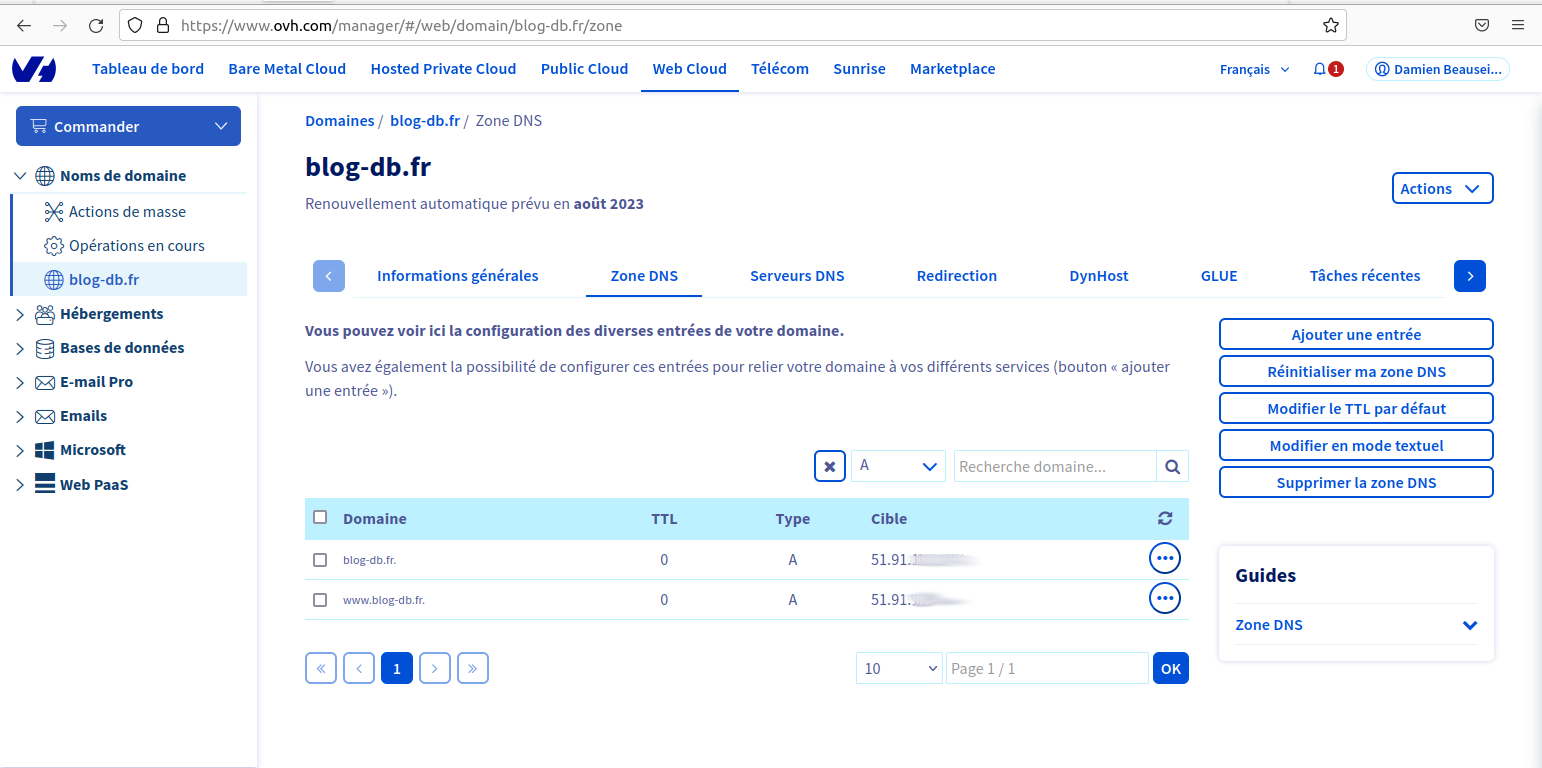 https://www.ovh.com/manager/#/web/domain/blog-db.fr/zone
Tableau de bord Bare Metal Cloud Hosted Private Cloud Public Cloud Web Cloud Télécom Sunrise Marketplace Français 1 Damien Beausei...
Commander
Noms de domaine
Actions de masse
Opérations en cours
blog-db.fr
Hébergements
Bases de données
E-mail Pro
Emails
Microsoft
Web PaaS
Domaines / blog-db.fr / Zone DNS
blog-db.fr
Renouvellement automatique prévu en août 2023
Actions
Informations générales Zone DNS Serveurs DNS Redirection DynHost GLUE Tâches récentes
Vous pouvez voir ici la configuration des diverses entrées de votre domaine.
Vous avez également la possibilité de configurer ces entrées pour relier votre domaine à vos différents services (bouton « ajouter
une entrée »).
A Recherche domaine...
Domaine TTL Type Cible
blog-db.fr. 0 A 51.91.
www.blog-db.fr. 0 A 51.91.
« ‹ 1 › »
10 Page 1 / 1 OK
Ajouter une entrée
Réinitialiser ma zone DNS
Modifier le TTL par défaut
Modifier en mode textuel
Supprimer la zone DNS
Guides
Zone DNS